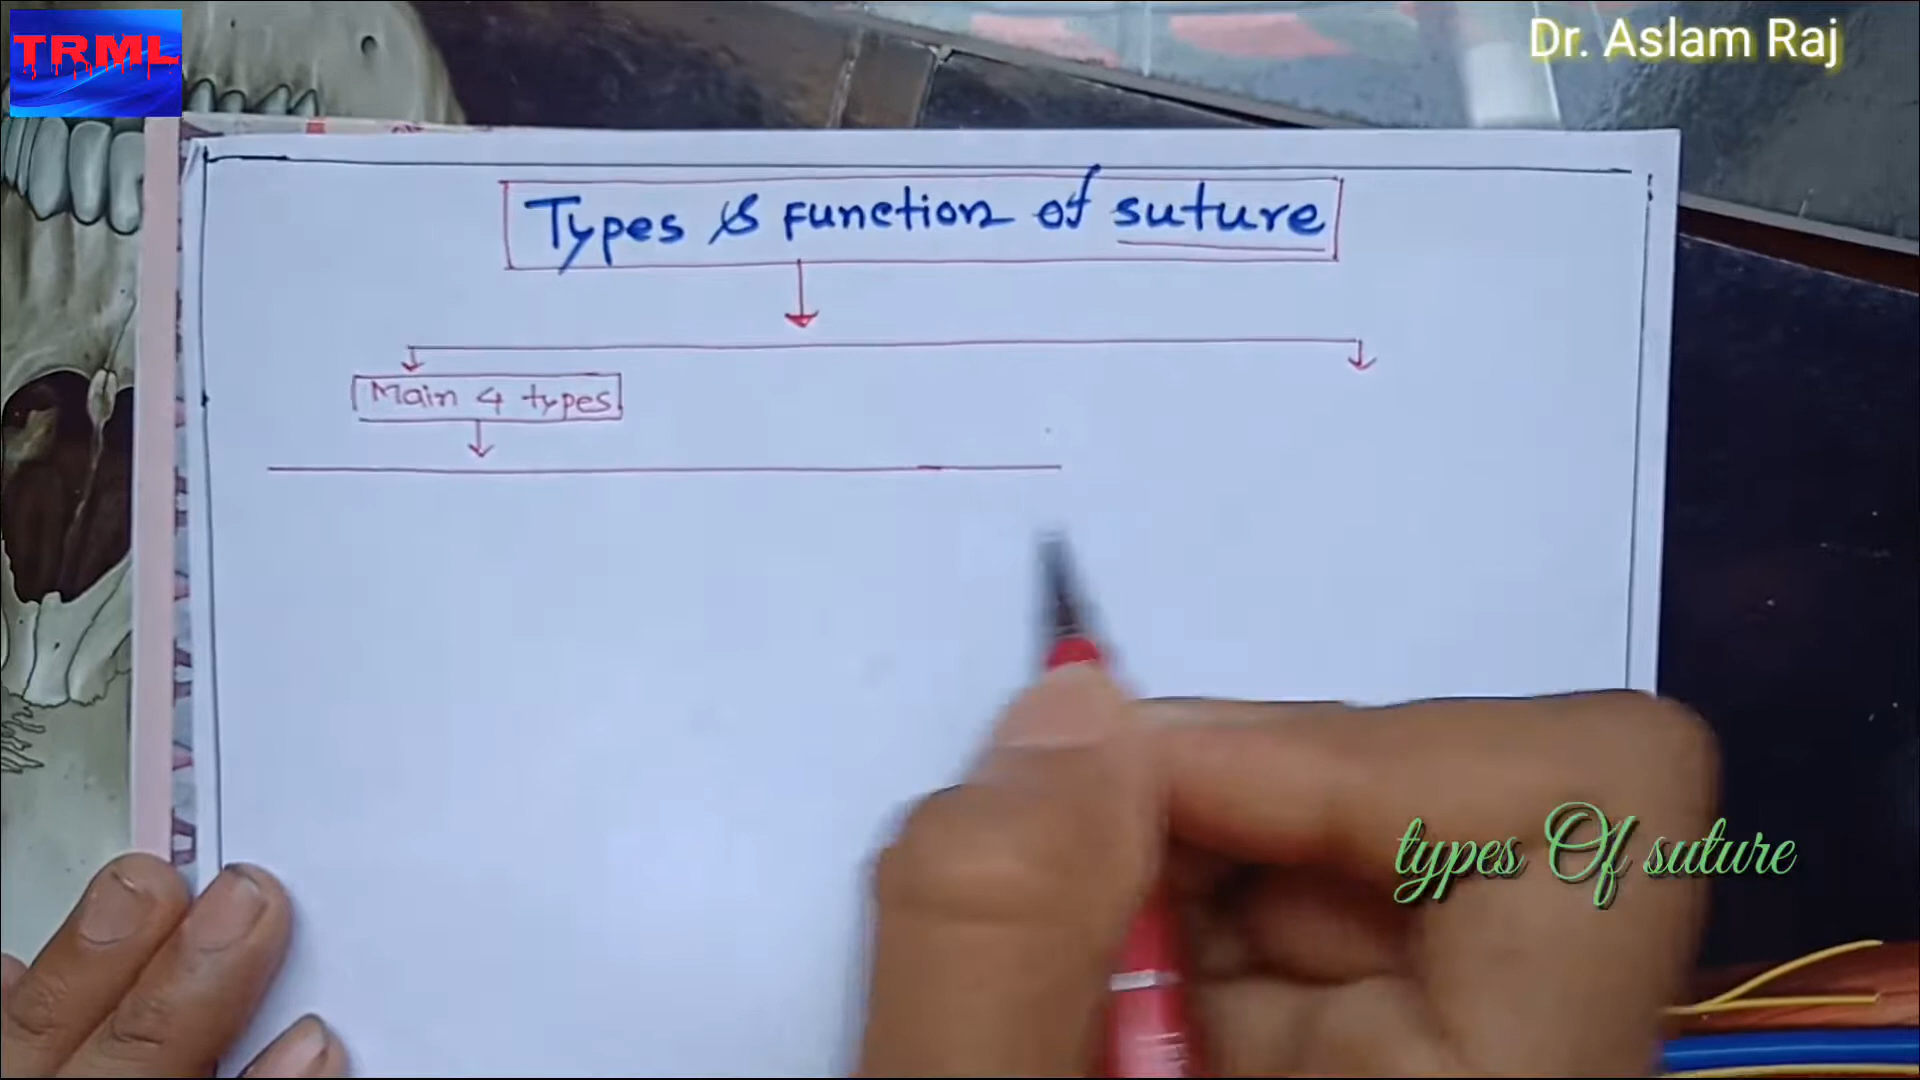 TRML
Dr. Aslam Raj
Types & function of suture
Main 4 types
types Of suture